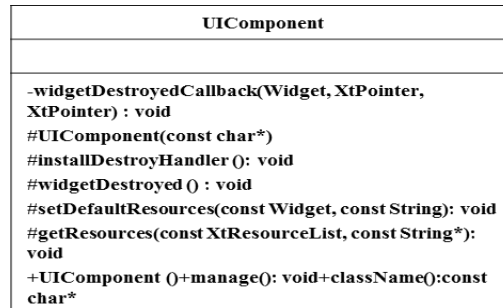 UIComponent
-widgetDestroyedCallback(Widget, XtPointer,
XtPointer) : void
#UIComponent(const char*)
#installDestroyHandler (): void
#widgetDestroyed () : void
#setDefaultResources(const Widget, const String): void
#getResources(const XtResourceList, const String*):
void
+UIComponent ()+manage(): void+className():const
char*